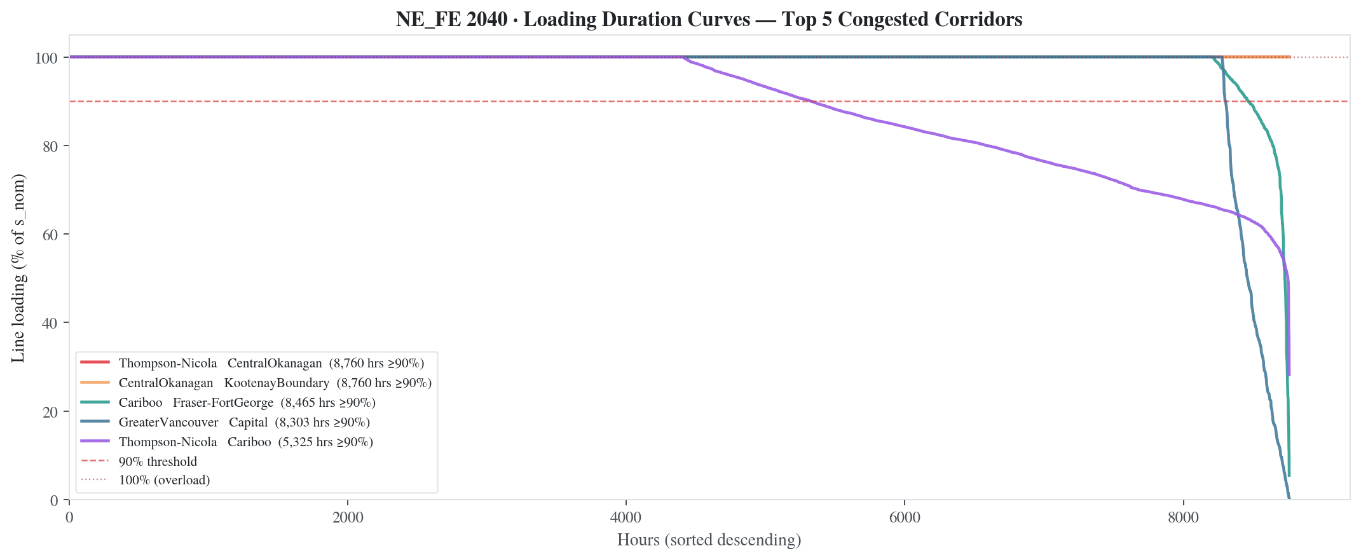 NE_FE 2040 · Loading Duration Curves — Top 5 Congested Corridors
Line loading (% of s_nom)
100
80
60
40
20
0
Thompson-Nicola   CentralOkanagan  (8,760 hrs ≥90%)
CentralOkanagan   KootenayBoundary  (8,760 hrs ≥90%)
Cariboo   Fraser-FortGeorge  (8,465 hrs ≥90%)
GreaterVancouver   Capital  (8,303 hrs ≥90%)
Thompson-Nicola   Cariboo  (5,325 hrs ≥90%)
90% threshold
100% (overload)
0 2000 4000 6000 8000
Hours (sorted descending)